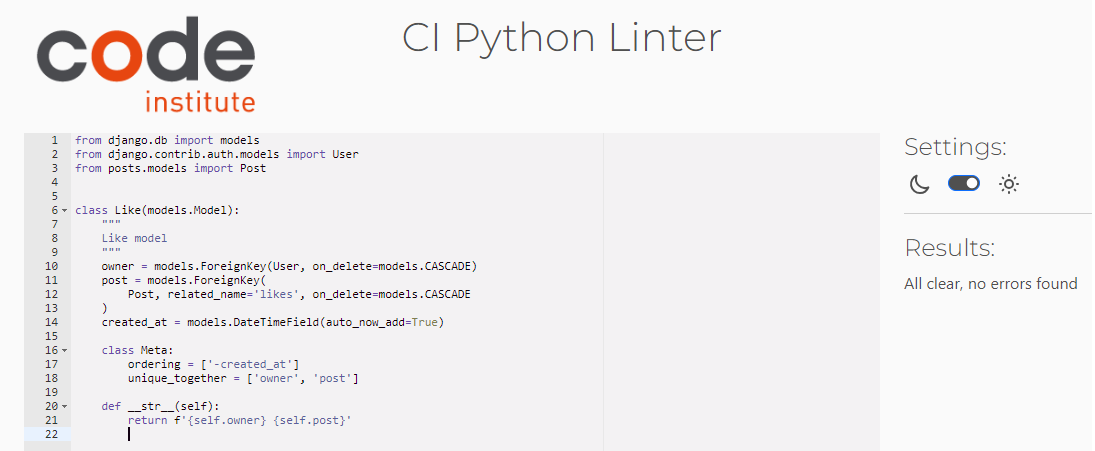 code
institute
CI Python Linter
1 from django.db import models
2 from django.contrib.auth.models import User
3 from posts.models import Post
4
5
6 class Like(models.Model):
7     """
8     Like model
9     """
10     owner = models.ForeignKey(User, on_delete=models.CASCADE)
11     post = models.ForeignKey(
12         Post, related_name='likes', on_delete=models.CASCADE
13     )
14     created_at = models.DateTimeField(auto_now_add=True)
15
16     class Meta:
17         ordering = ['-created_at']
18         unique_together = ['owner', 'post']
19
20     def __str__(self):
21         return f'{self.owner} {self.post}'
22
Settings:
Results:
All clear, no errors found